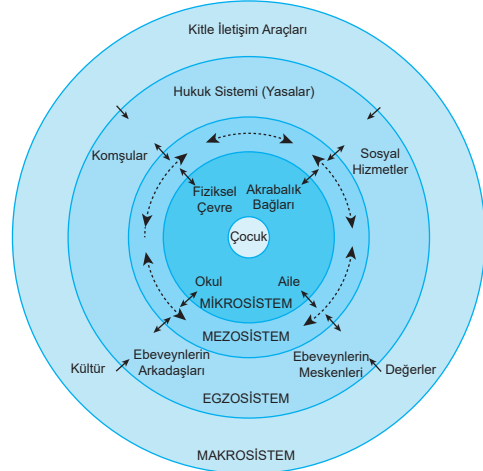 Kitle İletişim Araçları
Hukuk Sistemi (Yasalar)
Komşular
Sosyal
Hizmetler
Fiziksel
Çevre
Akrabalık
Bağları
Çocuk
Okul
Aile
MİKROSİSTEM
MEZOSİSTEM
Kültür
Ebeveynlerin
Arkadaşları
Ebeveynlerin
Meskenleri
Değerler
EGZOSİSTEM
MAKROSİSTEM